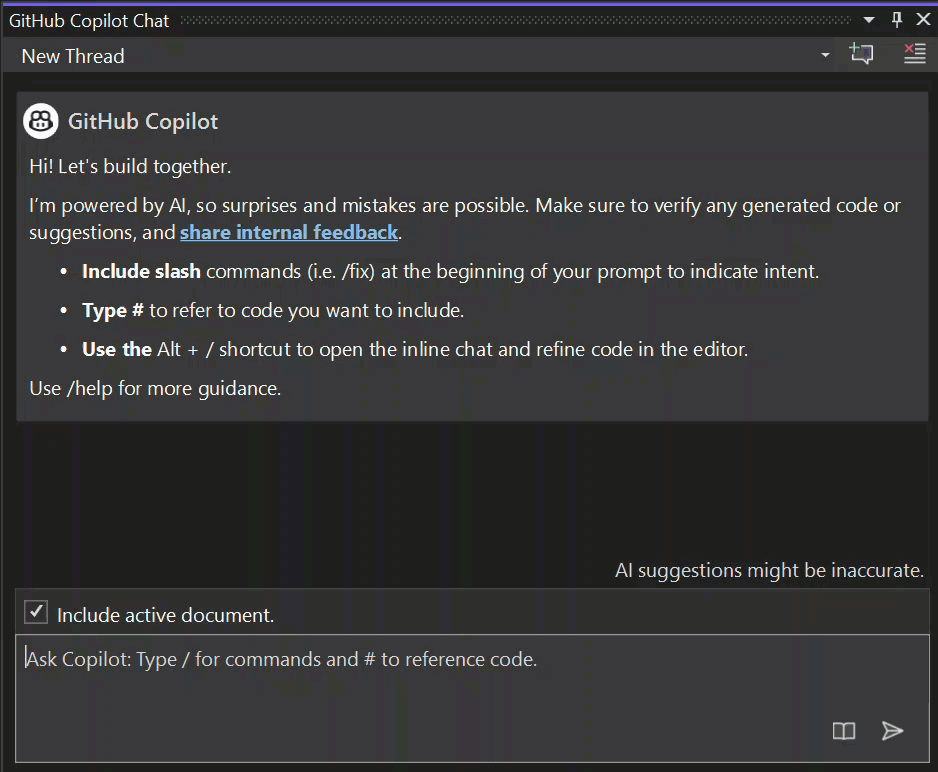 GitHub Copilot Chat
New Thread
GitHub Copilot
Hi! Let's build together.
I’m powered by AI, so surprises and mistakes are possible. Make sure to verify any generated code or
suggestions, and share internal feedback.
• Include slash commands (i.e. /fix) at the beginning of your prompt to indicate intent.
• Type # to refer to code you want to include.
• Use the Alt + / shortcut to open the inline chat and refine code in the editor.
Use /help for more guidance.
AI suggestions might be inaccurate.
Include active document.
Ask Copilot: Type / for commands and # to reference code.